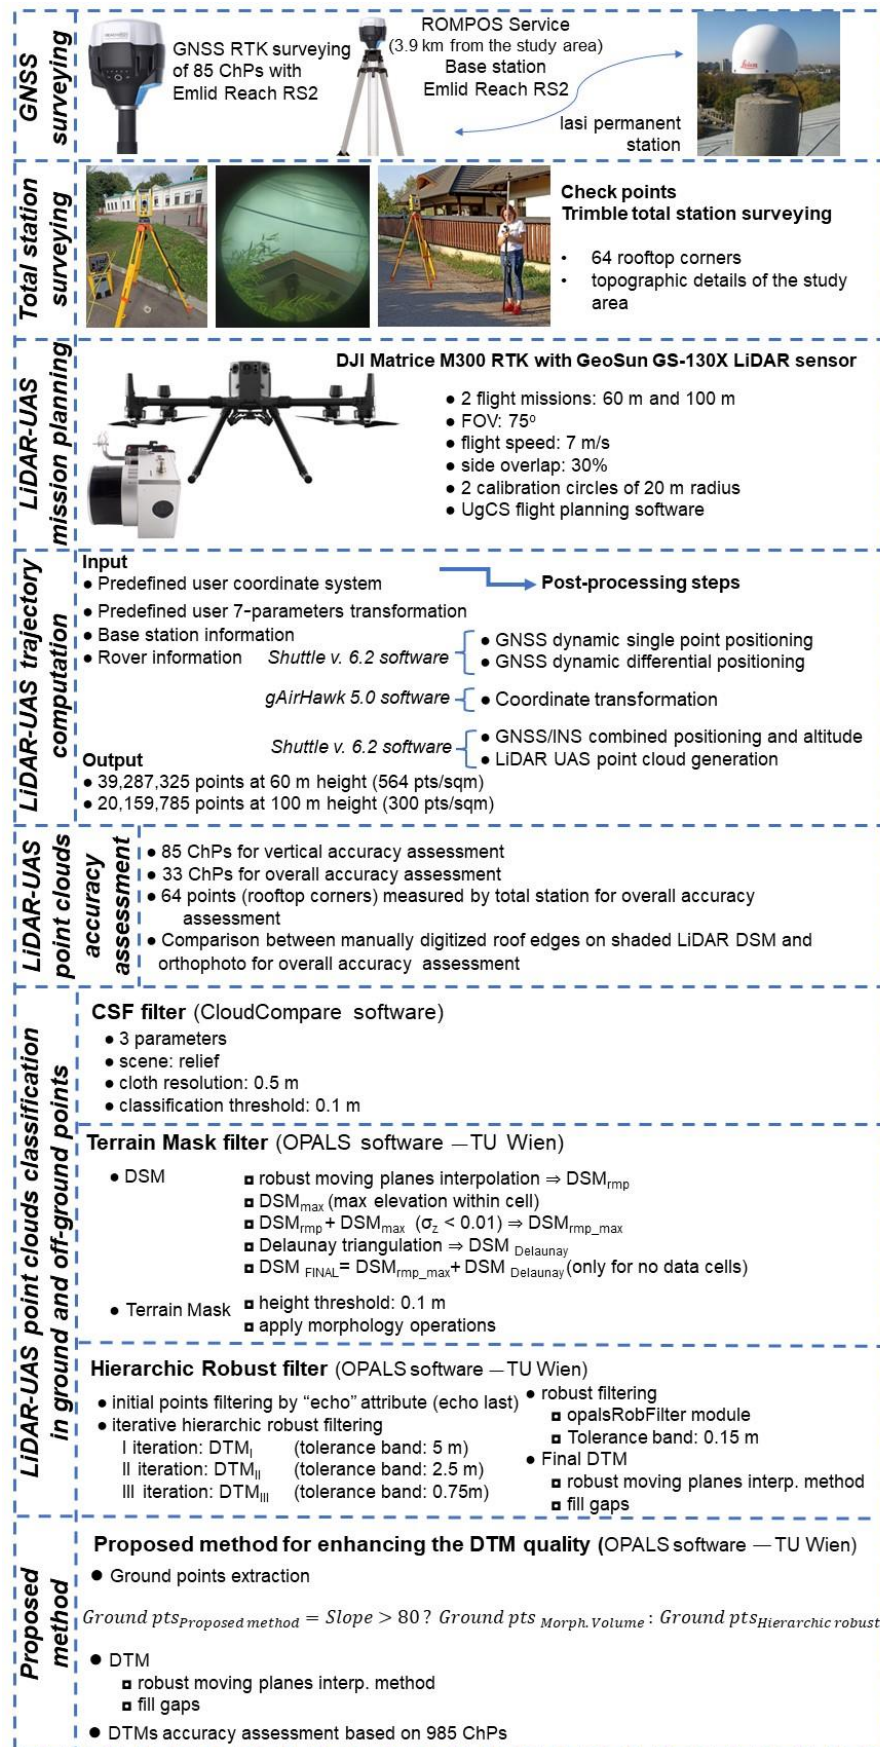 GNSS
surveying
GNSS RTK surveying
of 85 ChPs with
Emlid Reach RS2
ROMPOS Service
(3.9 km from the study area)
Base station
Emlid Reach RS2
Iasi permanent
station
Leica
Total station
surveying
Check points
Trimble total station surveying
• 64 rooftop corners
• topographic details of the study
area
LiDAR-UAS
mission planning
DJI Matrice M300 RTK with GeoSun GS-130X LiDAR sensor
● 2 flight missions: 60 m and 100 m
● FOV: 75º
● flight speed: 7 m/s
● side overlap: 30%
● 2 calibration circles of 20 m radius
● UgCS flight planning software
LiDAR-UAS trajectory
computation
Input
● Predefined user coordinate system
● Predefined user 7-parameters transformation
● Base station information
● Rover information
Post-processing steps
Shuttle v. 6.2 software
● GNSS dynamic single point positioning
● GNSS dynamic differential positioning
gAirHawk 5.0 software
● Coordinate transformation
Shuttle v. 6.2 software
● GNSS/INS combined positioning and altitude
● LiDAR UAS point cloud generation
Output
● 39,287,325 points at 60 m height (564 pts/sqm)
● 20,159,785 points at 100 m height (300 pts/sqm)
LiDAR-UAS
point clouds
accuracy
assessment
● 85 ChPs for vertical accuracy assessment
● 33 ChPs for overall accuracy assessment
● 64 points (rooftop corners) measured by total station for overall accuracy
assessment
● Comparison between manually digitized roof edges on shaded LiDAR DSM and
orthophoto for overall accuracy assessment
LiDAR-UAS point clouds classification
in ground and off-ground points
CSF filter (CloudCompare software)
● 3 parameters
● scene: relief
● cloth resolution: 0.5 m
● classification threshold: 0.1 m
Terrain Mask filter (OPALS software — TU Wien)
● DSM
◘ robust moving planes interpolation ⇒ DSMrmp
◘ DSMmax (max elevation within cell)
◘ DSMrmp + DSMmax (σz < 0.01) ⇒ DSMrmp_max
◘ Delaunay triangulation ⇒ DSM Delaunay
◘ DSM FINAL= DSMrmp_max+ DSM Delaunay (only for no data cells)
● Terrain Mask
◘ height threshold: 0.1 m
◘ apply morphology operations
Hierarchic Robust filter (OPALS software — TU Wien)
● initial points filtering by “echo” attribute (echo last)
● iterative hierarchic robust filtering
I iteration: DTMI (tolerance band: 5 m)
II iteration: DTMII (tolerance band: 2.5 m)
III iteration: DTMIII (tolerance band: 0.75m)
● robust filtering
◘ opalsRobFilter module
◘ Tolerance band: 0.15 m
● Final DTM
◘ robust moving planes interp. method
◘ fill gaps
Proposed
method
Proposed method for enhancing the DTM quality (OPALS software — TU Wien)
● Ground points extraction
Ground ptsProposed method = Slope > 80 ? Ground pts Morph.Volume : Ground ptsHierarchic robust
● DTM
◘ robust moving planes interp. method
◘ fill gaps
● DTMs accuracy assessment based on 985 ChPs